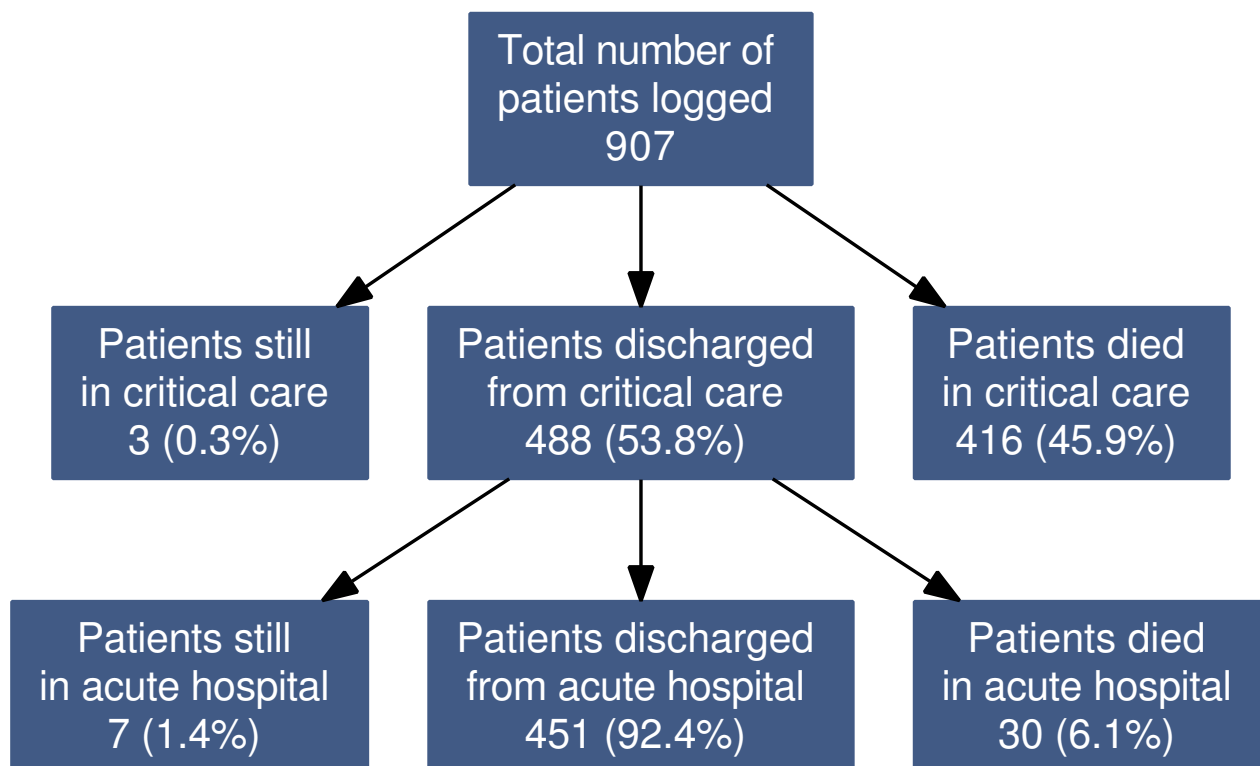 Total number of
patients logged
907
Patients still
in critical care
3 (0.3%)
Patients discharged
from critical care
488 (53.8%)
Patients died
in critical care
416 (45.9%)
Patients still
in acute hospital
7 (1.4%)
Patients discharged
from acute hospital
451 (92.4%)
Patients died
in acute hospital
30 (6.1%)